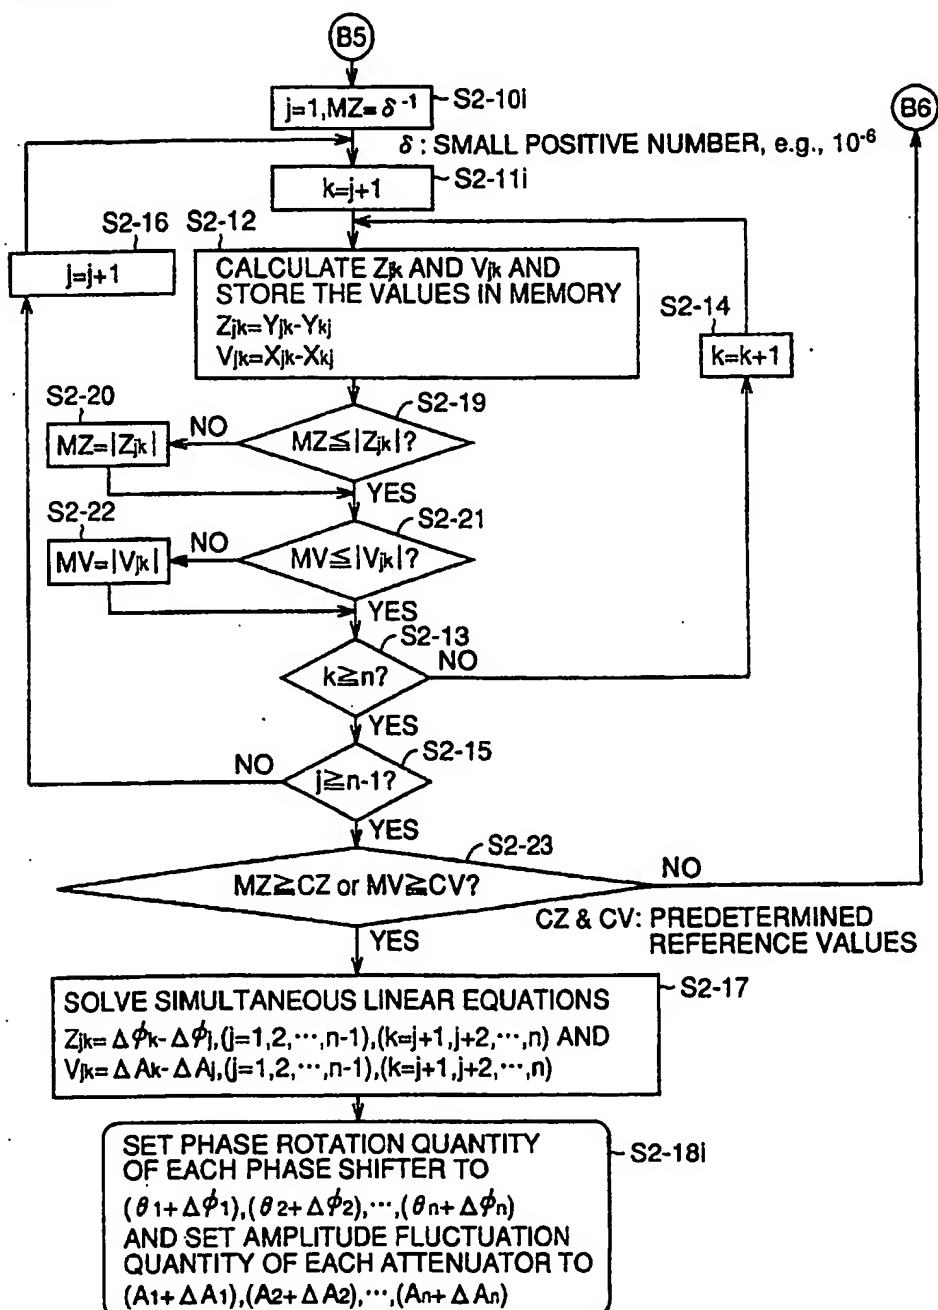 B5
j=1,MZ=δ⁻¹
S2-10i
B6
δ: SMALL POSITIVE NUMBER, e.g., 10⁻⁶
k=j+1
S2-11i
S2-16
j=j+1
S2-12
CALCULATE Zjk AND Vjk AND
STORE THE VALUES IN MEMORY
Zjk=Yjk-Ykj
Vjk=Xjk-Xkj
S2-14
k=k+1
S2-20
MZ=|Zjk|
NO
MZ≦|Zjk|?
S2-19
YES
S2-22
MV=|Vjk|
NO
MV≦|Vjk|?
S2-21
YES
S2-13
k≧n?
NO
YES
S2-15
NO
j≧n-1?
YES
S2-23
MZ≧CZ or MV≧CV?
NO
CZ & CV: PREDETERMINED
REFERENCE VALUES
YES
S2-17
SOLVE SIMULTANEOUS LINEAR EQUATIONS
Zjk=Δϕk-Δϕj,(j=1,2,···,n-1),(k=j+1,j+2,···,n) AND
Vjk=ΔAk-ΔAj,(j=1,2,···,n-1),(k=j+1,j+2,···,n)
S2-18i
SET PHASE ROTATION QUANTITY
OF EACH PHASE SHIFTER TO
(θ1+Δϕ1),(θ2+Δϕ2),···,(θn+Δϕn)
AND SET AMPLITUDE FLUCTUATION
QUANTITY OF EACH ATTENUATOR TO
(A1+ΔA1),(A2+ΔA2),···,(An+ΔAn)